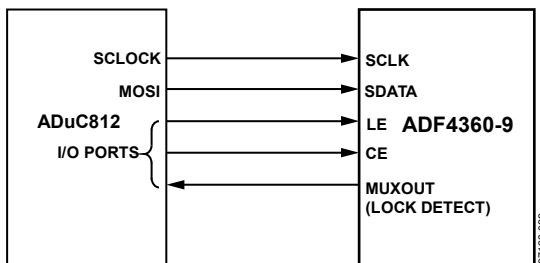 SCLOCK
MOSI
ADuC812
I/O PORTS
SCLK
SDATA
LE
ADF4360-9
CE
MUXOUT
(LOCK DETECT)